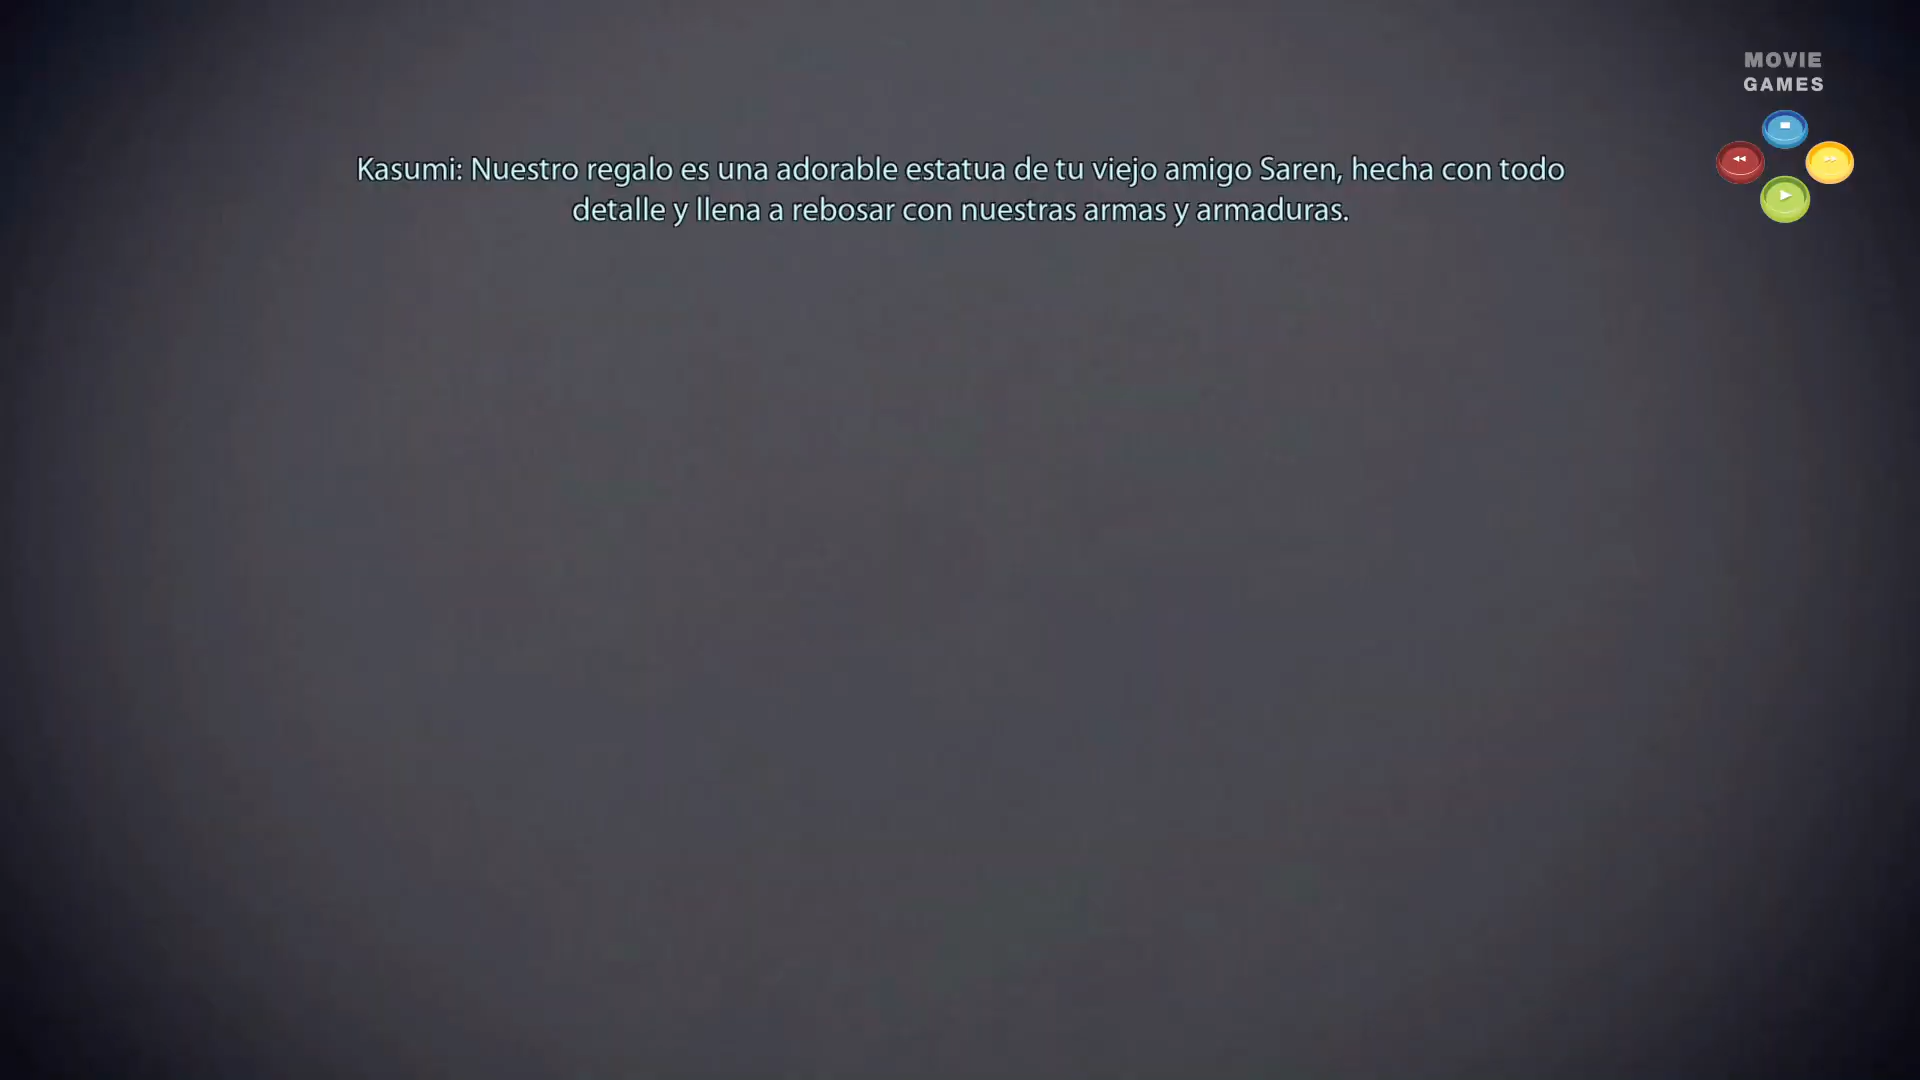 MOVIE
GAMES
Kasumi: Nuestro regalo es una adorable estatua de tu viejo amigo Saren, hecha con todo
detalle y llena a rebosar con nuestras armas y armaduras.